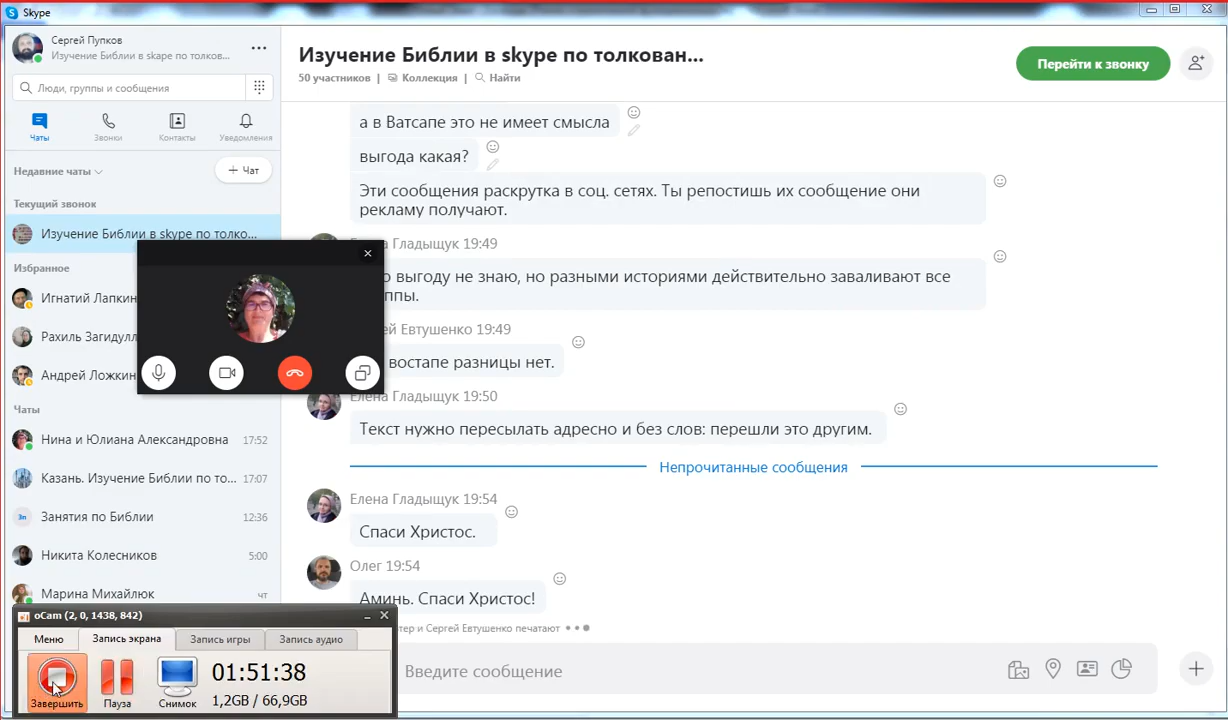 Skype
Сергей Пупков
Изучение Библии в skape по толков...
Люди, группы и сообщения
Чаты
Звонки
Контакты
Уведомления
Недавние чаты
+ Чат
Текущий звонок
Изучение Библии в skype по толко...
Избранное
Игнатий Лапкин
Рахиль Загидулл
Андрей Ложкин
Чаты
Нина и Юлиана Александровна 17:52
Казань. Изучение Библии по то... 17:07
Зп Занятия по Библии 12:36
Никита Колесников 5:00
Марина Михайлюк чт
Изучение Библии в skype по толкован...
50 участников | Коллекция | Найти
Перейти к звонку
а в Ватсапе это не имеет смысла
выгода какая?
Эти сообщения раскрутка в соц. сетях. Ты репостишь их сообщение они
рекламу получают.
Гладыщук 19:49
выгоду не знаю, но разными историями действительно заваливают все
Евтушенко 19:49
востапе разницы нет.
Елена Гладыщук 19:50
Текст нужно пересылать адресно и без слов: перешли это другим.
Непрочитанные сообщения
Елена Гладыщук 19:54
Спаси Христос.
Олег 19:54
Аминь. Спаси Христос!
и Сергей Евтушенко печатают
Введите сообщение
oCam (2, 0, 1438, 842)
Меню
Запись экрана
Запись игры
Запись аудио
Завершить
Пауза
Снимок
01:51:38
1,2GB / 66,9GB